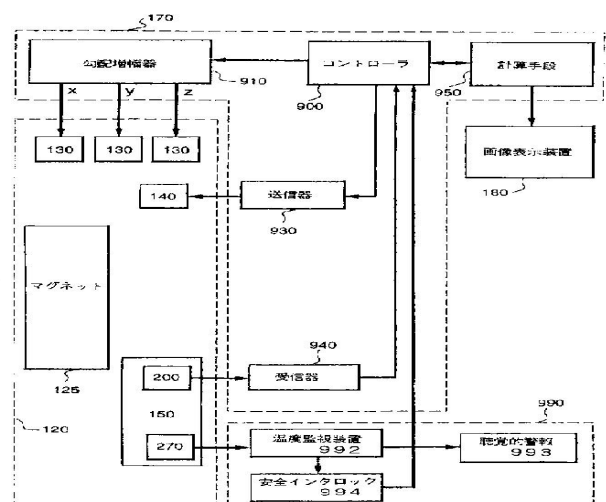 170
勾配増幅器
910
コントローラ
900
計算手段
950
x
y
z
130
130
130
画像表示装置
180
140
送信器
930
マグネット
125
940
200
受信器
150
990
120
270
温度監視装置
992
聴覚的警報
993
安全インタロック
994